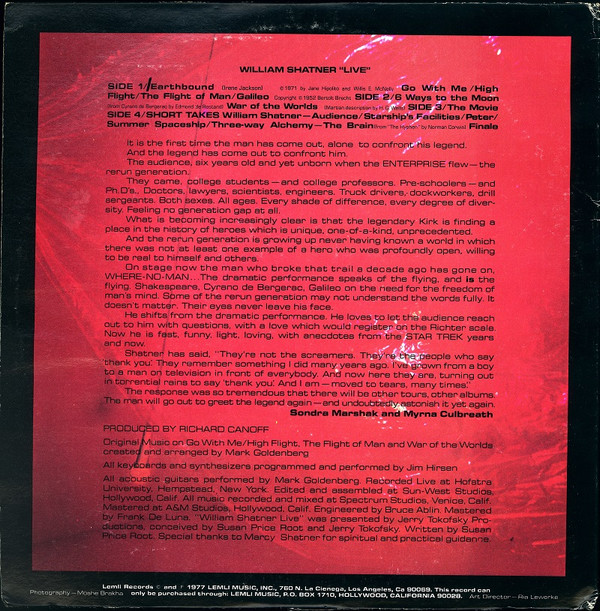 WILLIAM SHATNER "LIVE"
SIDE 1/Earthbound (Irene Jackson) © 1971 by Jane Hipolito and Willis E. McNelly Go With Me/High
Flight/The Flight of Man/Galileo Copyright © 1952 Bertolt Brecht SIDE 2/6 Ways to the Moon
(from Cyrano de Bergerac by Edmond de Rostand) War of the Worlds (Martian description by H.G. Wells) SIDE 3/The Movie
SIDE 4/SHORT TAKES William Shatner—Audience/Starship's Facilities/Peter/
Summer Spaceship/Three-way Alchemy—The Brain (from "The Hypnen" by Norman Corwin) Finale
It is the first time the man has come out, alone to confront his legend.
And the legend has come out to confront him.
The audience, six years old and yet unborn when the ENTERPRISE flew—the
rerun generation.
They came, college students—and college professors. Pre-schoolers—and
Ph.D's., Doctors, lawyers, scientists, engineers. Truck drivers, dockworkers, drill
sergeants. Both sexes. All ages. Every shade of difference, every degree of diver-
sity. Feeling no generation gap at all.
What is becoming increasingly clear is that the legendary Kirk is finding a
place in the history of heroes which is unique, one-of-a-kind, unprecedented.
And the rerun generation is growing up never having known a world in which
there was not at least one example of a hero who was profoundly open, willing
to be real to himself and others.
On stage now the man who broke that trail a decade ago has gone on,
WHERE-NO-MAN...The dramatic performance speaks of the flying, and is the
flying. Shakespeare, Cyrano de Bergerac, Galileo on the need for the freedom of
man's mind. Some of the rerun generation may not understand the words fully. It
doesn't matter. Their eyes never leave his face.
He shifts from the dramatic performance. He loves to let the audience reach
out to him with questions, with a love which would register on the Richter scale.
Now he is fast, funny, light, loving, with anecdotes from the STAR TREK years
and now.
Shatner has said, "They're not the screamers. They're the people who say
'thank you'. They remember something I did many years ago. I've grown from a boy
to a man on television in front of everybody. And now here they are, turning out
in torrential rains to say 'thank you'. And I am—moved to tears, many times."
The response was so tremendous that there will be other tours, other albums.
The man will go out to greet the legend again—and undoubtedly astonish it yet again.
Sondra Marshak and Myrna Culbreath
PRODUCED BY RICHARD CANOFF
Original Music on Go With Me/High Flight, The Flight of Man and War of the Worlds
created and arranged by Mark Goldenberg
All keyboards and synthesizers programmed and performed by Jim Hirsen
All acoustic guitars performed by Mark Goldenberg. Recorded Live at Hofstra
University, Hempstead, New York. Edited and assembled at Sun-West Studios,
Hollywood, Calif. All music recorded and mixed at Spectrum Studios, Venice, Calif.
Mastered at A&M Studios, Hollywood, Calif. Engineered by Bruce Ablin. Mastered
by Frank De Luna. "William Shatner Live" was presented by Jerry Tokofsky Pro-
ductions, conceived by Susan Price Root and Jerry Tokofsky. Written by Susan
Price Root. Special thanks to Marcy Shatner for spiritual and practical guidance.
Lemli Records © and ℗ 1977 LEMLI MUSIC, INC., 760 N. La Cienega, Los Angeles, Ca 90069. This record can
only be purchased through: LEMLI MUSIC, P.O. BOX 1710, HOLLYWOOD, CALIFORNIA 90028.
Photography—Moshe Brakha
Art Director—Ria Lewerke